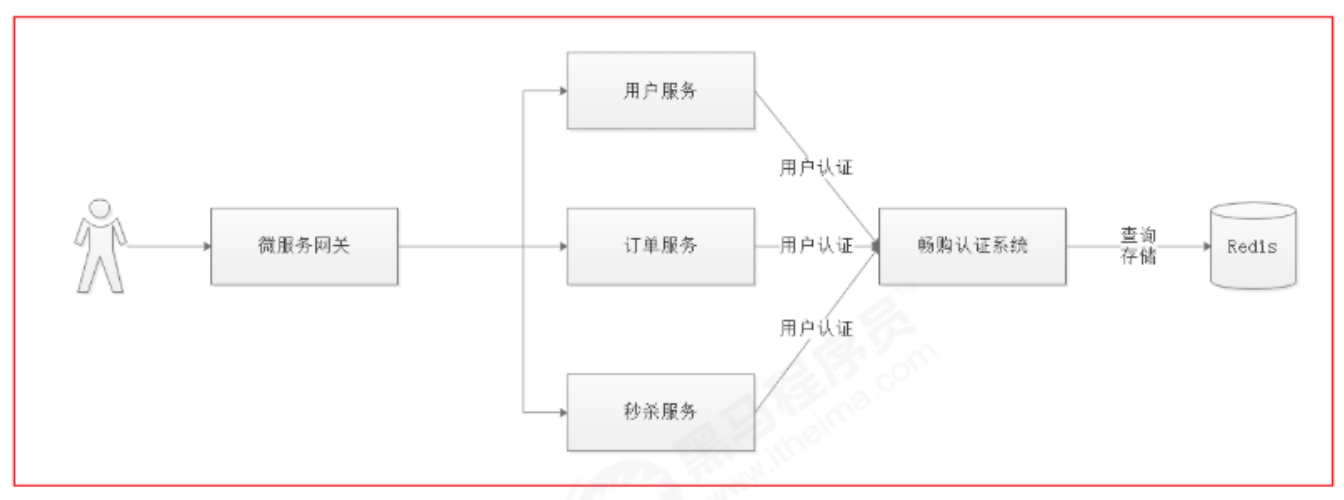 用户服务
用户认证
微服务网关
订单服务
用户认证
畅购认证系统
查询
存储
Redis
用户认证
秒杀服务
黑马程序员
www.itheima.com